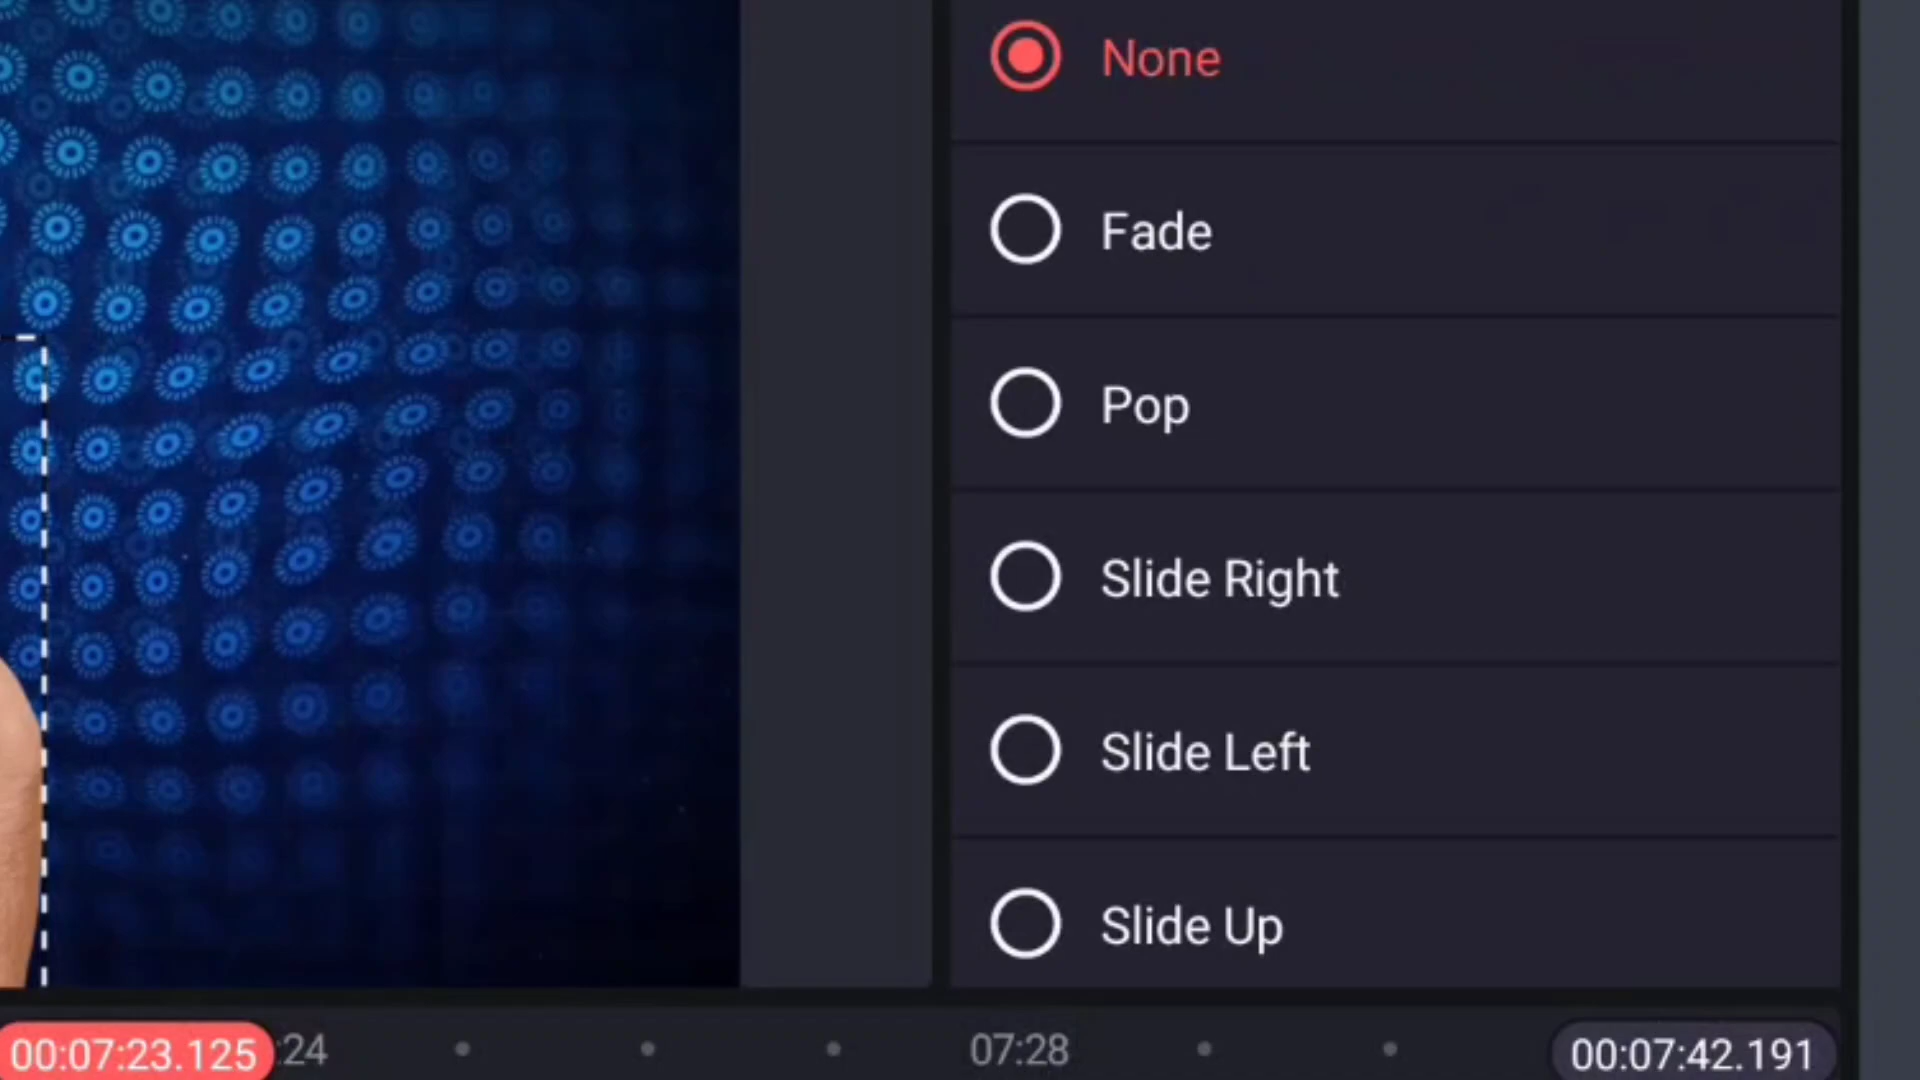 None
Fade
Pop
Slide Right
Slide Left
Slide Up
00:07:23.125 :24 07:28 00:07:42.191